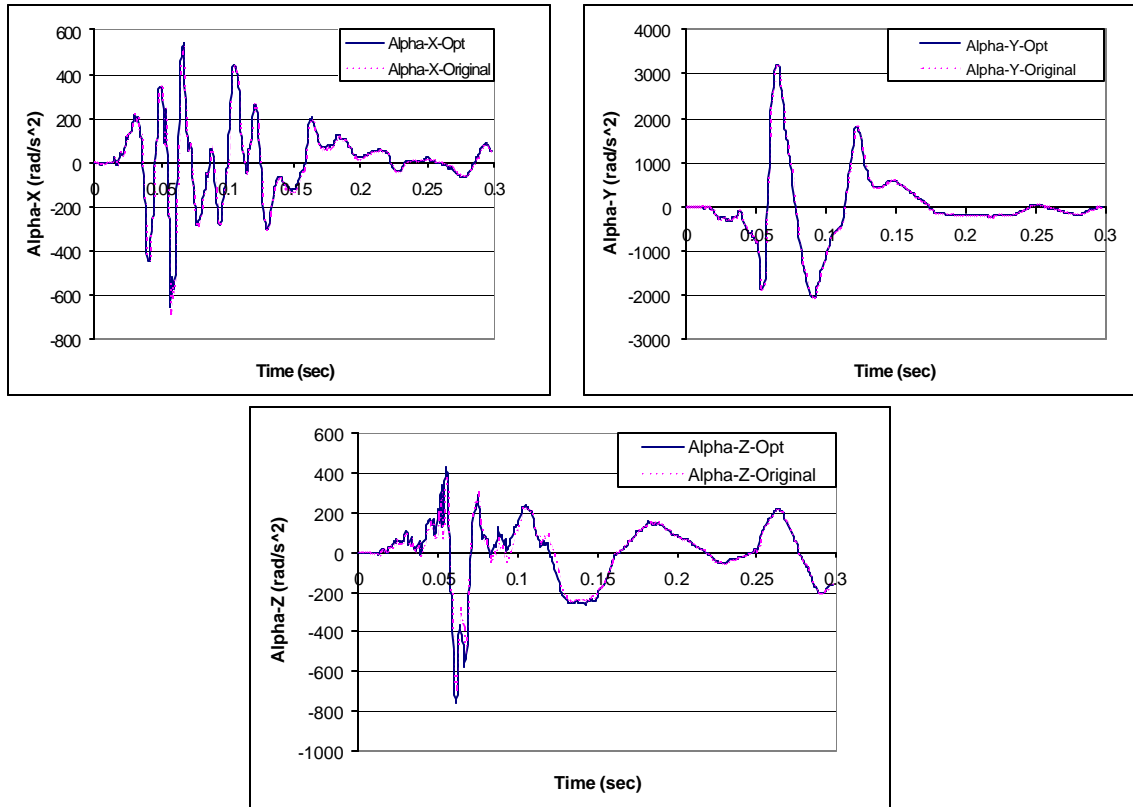 Alpha-X (rad/s^2)
600
400
200
0
-200
-400
-600
-800
0 0.05 0.1 0.15 0.2 0.25 0.3
Alpha-X-Opt
Alpha-X-Original
Time (sec)
Alpha-Y (rad/s^2)
4000
3000
2000
1000
0
-1000
-2000
-3000
0 0.05 0.1 0.15 0.2 0.25 0.3
Alpha-Y-Opt
Alpha-Y-Original
Time (sec)
Alpha-Z (rad/s^2)
600
400
200
0
-200
-400
-600
-800
-1000
0 0.05 0.1 0.15 0.2 0.25 0.3
Alpha-Z-Opt
Alpha-Z-Original
Time (sec)